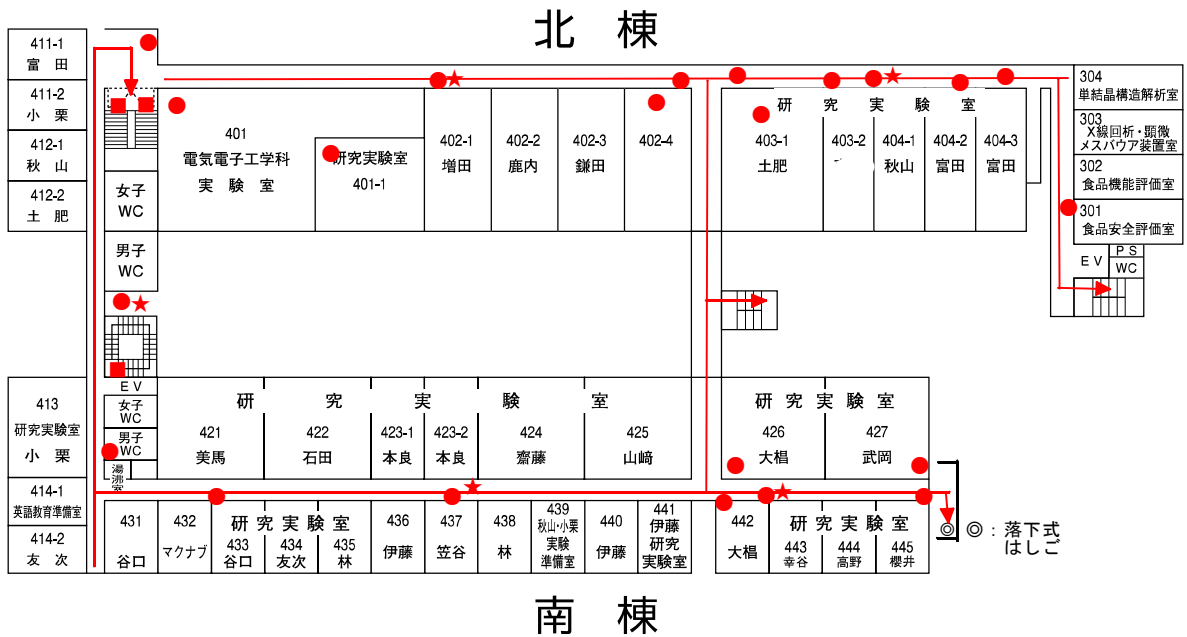 北 棟
411-1
富 田
411-2
小 栗
412-1
秋 山
412-2
土 肥
女子
WC
男子
WC
401
電気電子工学科
実 験 室
研究実験室
401-1
402-1
増田
402-2
鹿内
402-3
鎌田
402-4
研 究 実 験 室
403-1
土肥
403-2
404-1
秋山
404-2
富田
404-3
富田
304
単結晶構造解析室
303
X線回析・顕微
メスバウア装置室
302
食品機能評価室
301
食品安全評価室
EV
PS
WC
413
研究実験室
小 栗
414-1
英語教育準備室
414-2
友 次
EV
女子
WC
男子
WC
湯沸室
研 究 実 験 室
421
美馬
422
石田
423-1
本良
423-2
本良
424
齋藤
425
山﨑
研 究 実 験 室
426
大椙
427
武岡
431
谷口
432
マクナブ
研 究 実 験 室
433
谷口
434
友次
435
林
436
伊藤
437
笠谷
438
林
439
秋山・小栗
実験
準備室
440
伊藤
441
伊藤
研究
実験室
442
大椙
研 究 実 験 室
443
幸谷
444
高野
445
櫻井
◎ ◎：落下式
はしご
南 棟